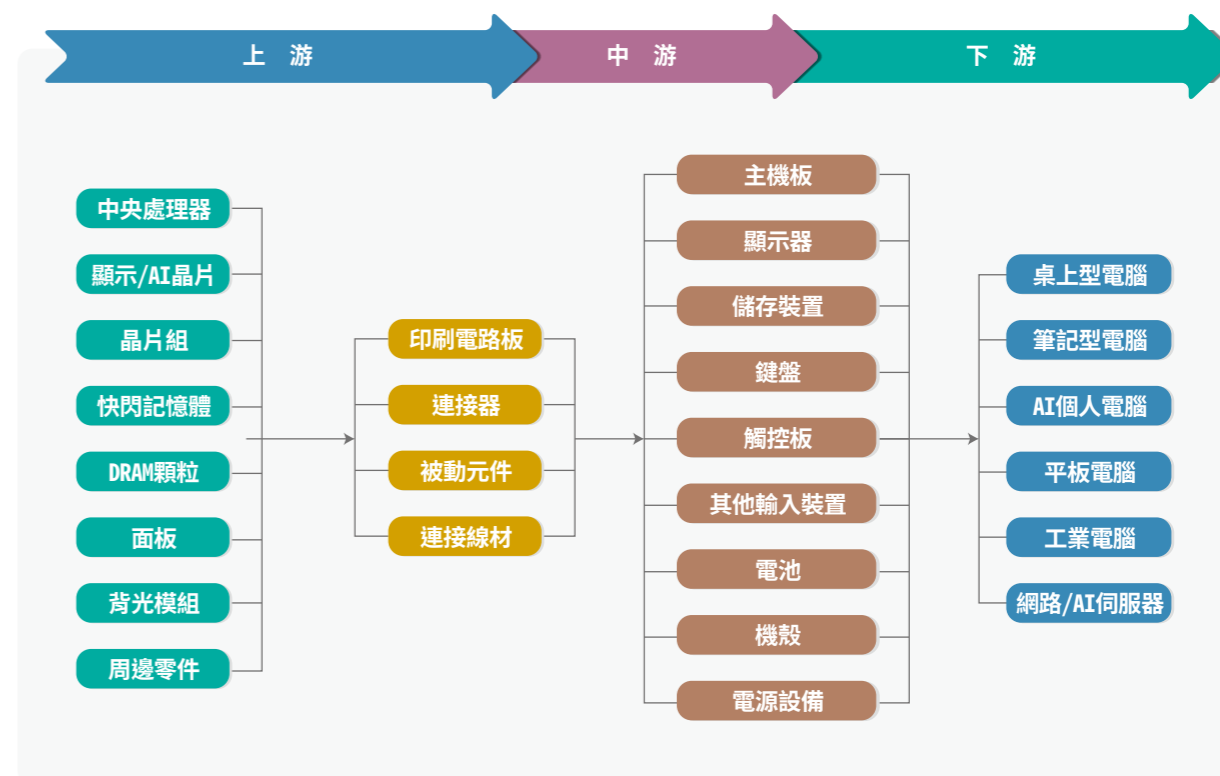 上 游
中 游
下 游
中央處理器
顯示/AI晶片
晶片組
快閃記憶體
DRAM顆粒
面板
背光模組
周邊零件
印刷電路板
連接器
被動元件
連接線材
主機板
顯示器
儲存裝置
鍵盤
觸控板
其他輸入裝置
電池
機殼
電源設備
桌上型電腦
筆記型電腦
AI個人電腦
平板電腦
工業電腦
網路/AI伺服器